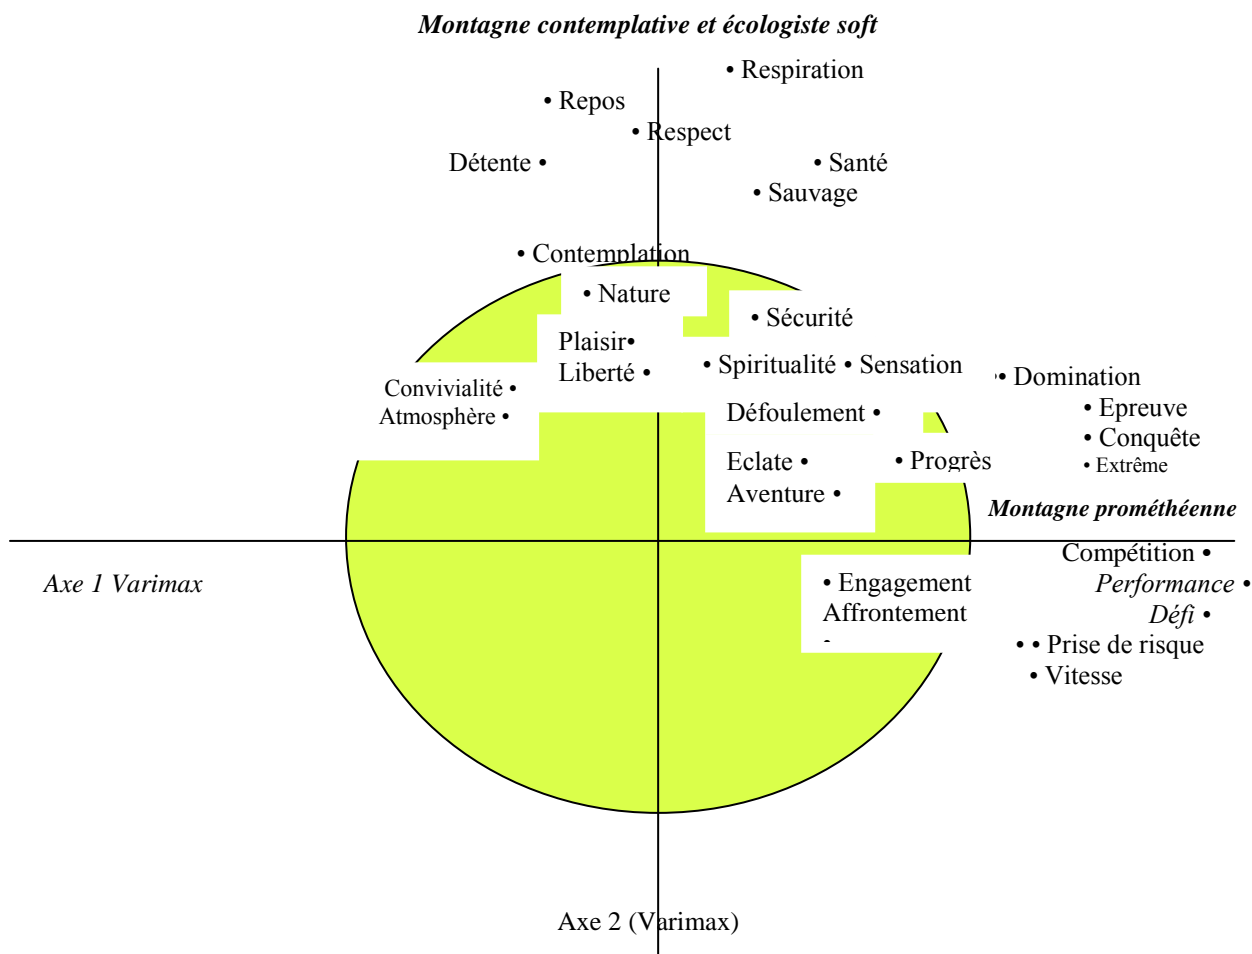 Montagne contemplative et écologiste soft
• Respiration
• Repos
• Respect
Détente •
• Santé
• Sauvage
• Contemplation
• Nature
• Sécurité
Plaisir•
Liberté •
• Spiritualité • Sensation
• Domination
Convivialité •
Atmosphère •
Défoulement •
• Epreuve
• Conquête
• Extrême
Eclate •
• Progrès
Aventure •
Montagne prométhéenne
Compétition •
Axe 1 Varimax
• Engagement
Performance •
Affrontement
Défi •
• • Prise de risque
• Vitesse
Axe 2 (Varimax)